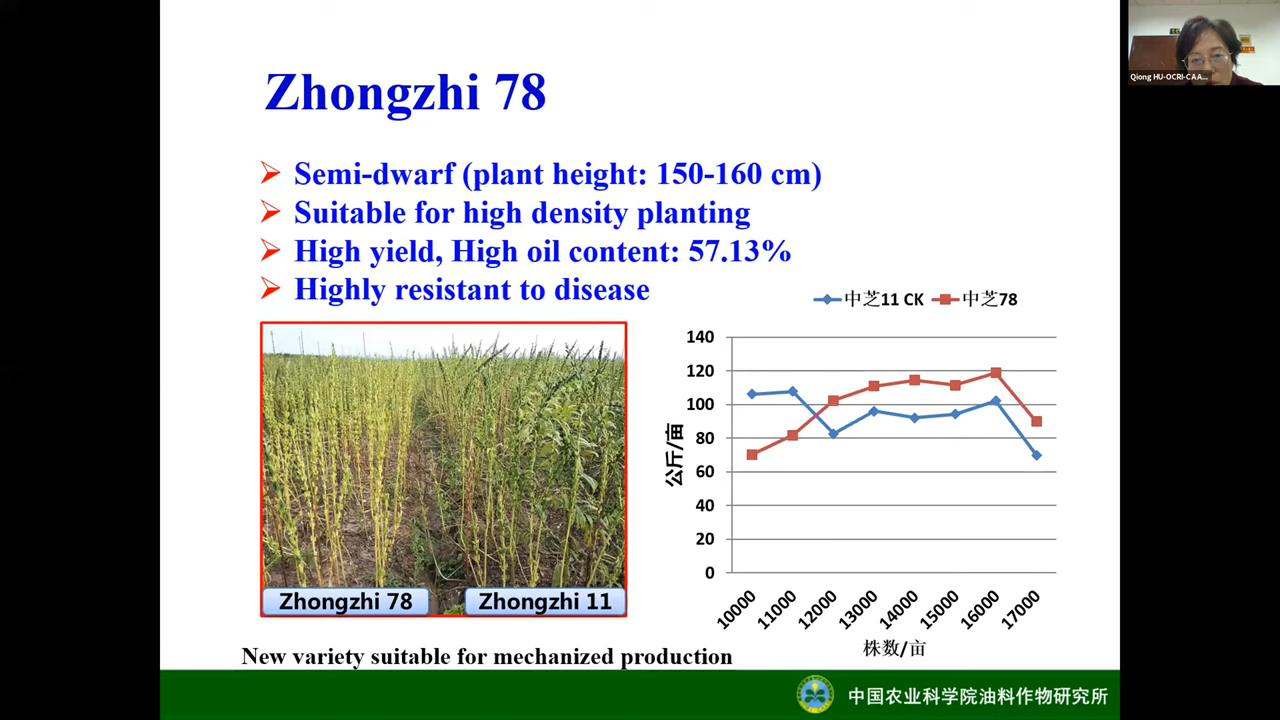 Qiong HU-OCRI-CAA...
Zhongzhi 78
Semi-dwarf (plant height: 150-160 cm)
Suitable for high density planting
High yield, High oil content: 57.13%
Highly resistant to disease
Zhongzhi 78
Zhongzhi 11
中芝11 CK
中芝78
公斤/亩
140
120
100
80
60
40
20
0
10000
11000
12000
13000
14000
15000
16000
17000
株数/亩
New variety suitable for mechanized production
中国农业科学院油料作物研究所